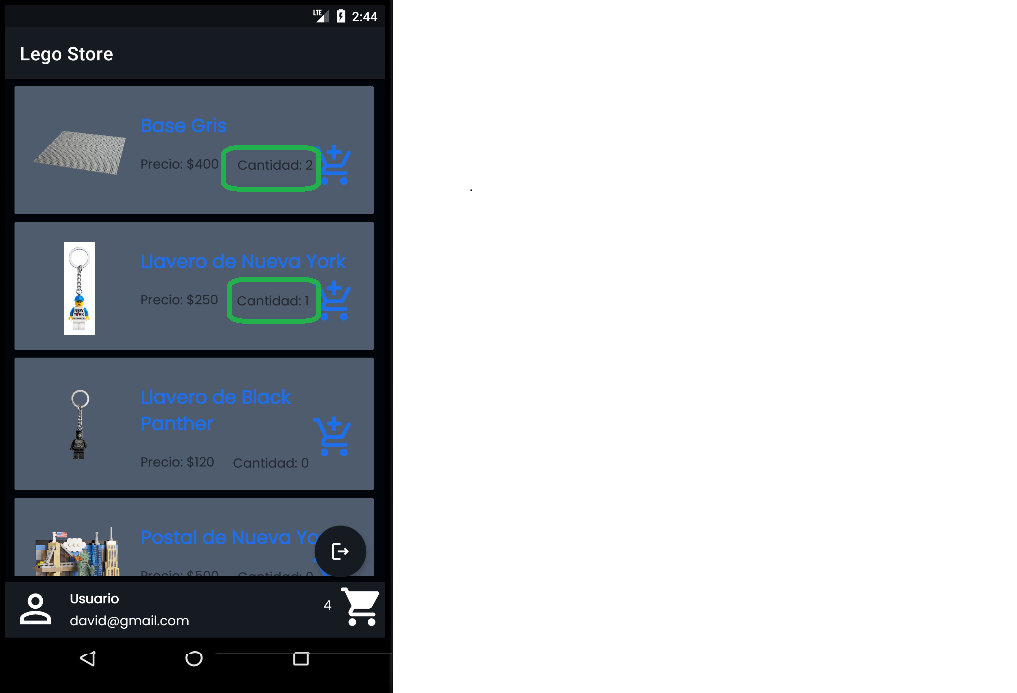 LTE 2:44
Lego Store
Base Gris
Precio: $400 Cantidad: 2
Llavero de Nueva York
Precio: $250 Cantidad: 1
Llavero de Black
Panther
Precio: $120 Cantidad: 0
Postal de Nueva Yo
Precio: $500 Cantidad: 0
Usuario
david@gmail.com
4